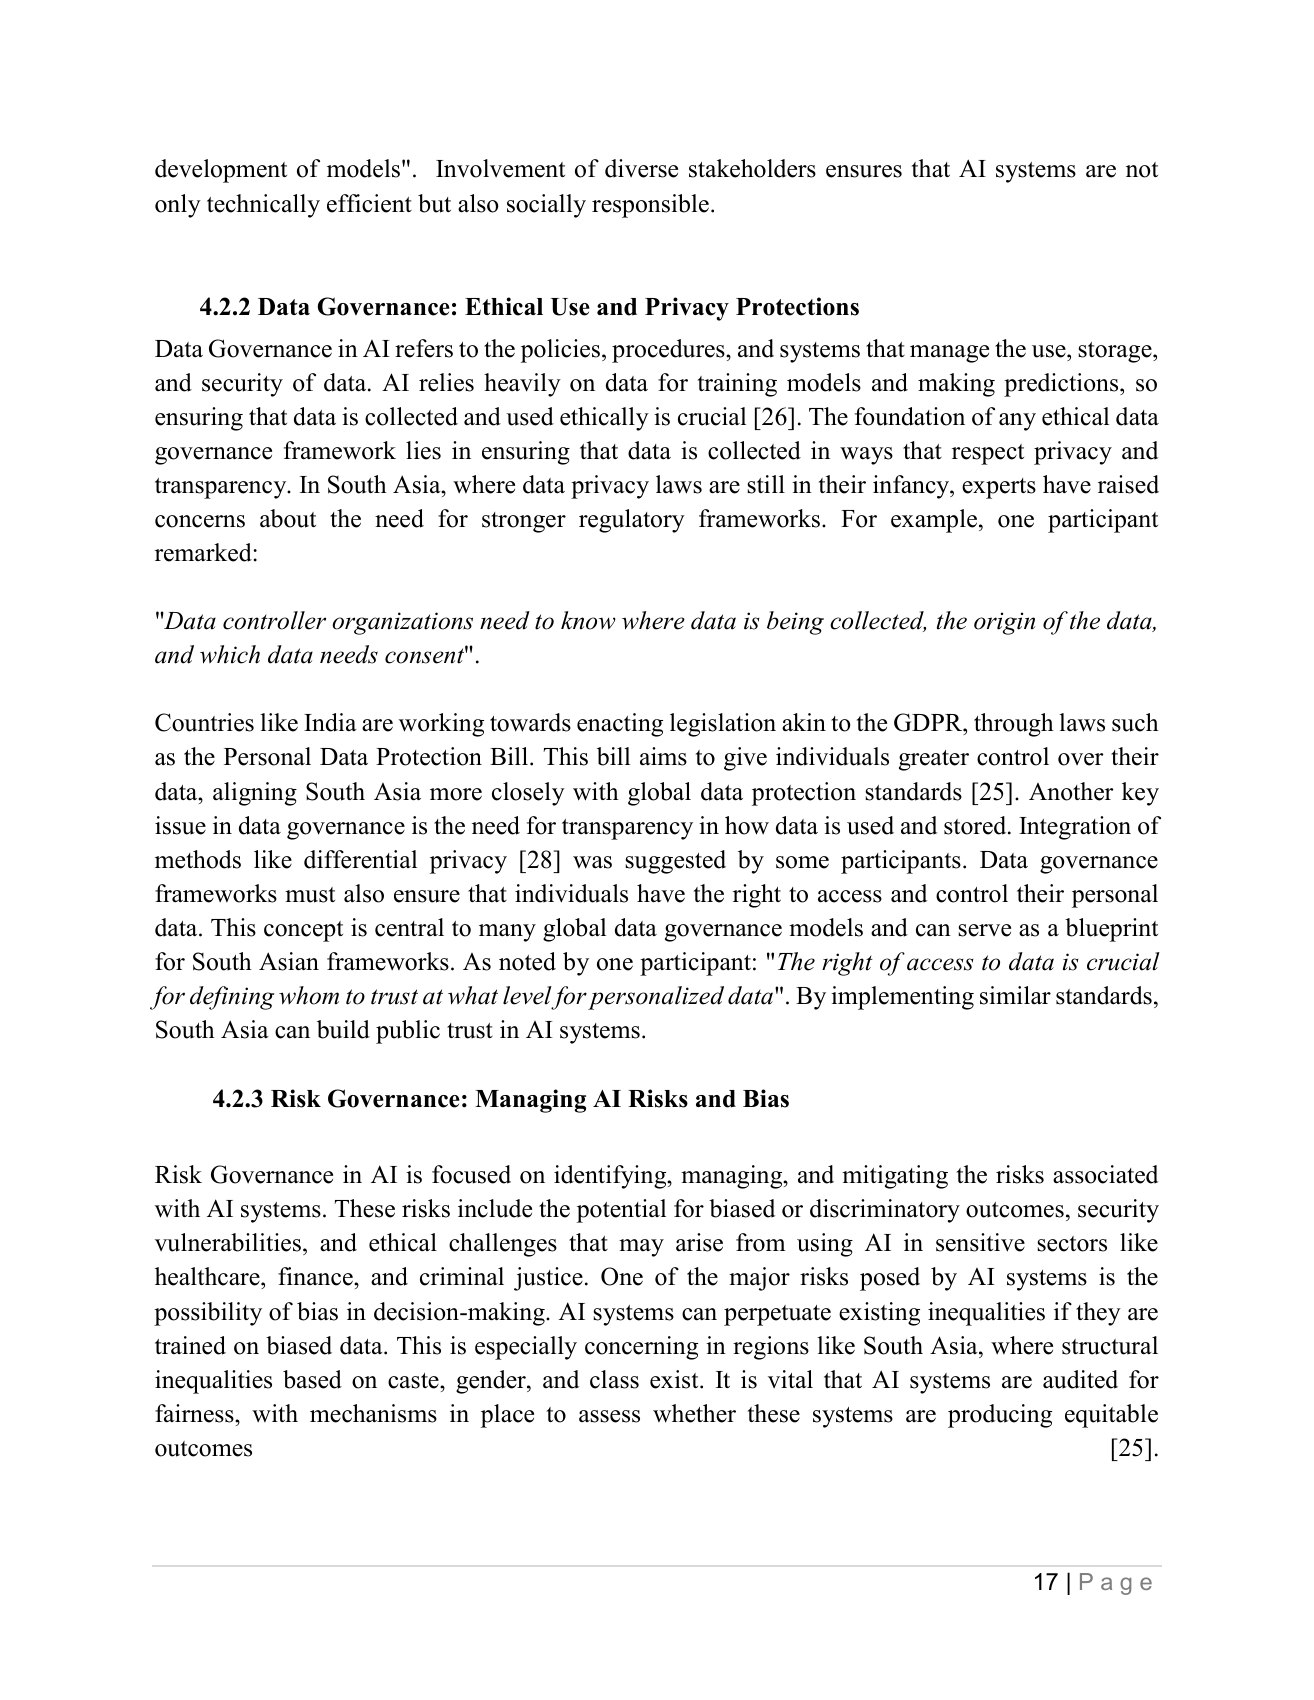 development of models".  Involvement of diverse stakeholders ensures that AI systems are not
only technically efficient but also socially responsible.
4.2.2 Data Governance: Ethical Use and Privacy Protections
Data Governance in AI refers to the policies, procedures, and systems that manage the use, storage,
and security of data. AI relies heavily on data for training models and making predictions, so
ensuring that data is collected and used ethically is crucial [26]. The foundation of any ethical data
governance framework lies in ensuring that data is collected in ways that respect privacy and
transparency. In South Asia, where data privacy laws are still in their infancy, experts have raised
concerns about the need for stronger regulatory frameworks. For example, one participant
remarked:
"Data controller organizations need to know where data is being collected, the origin of the data,
and which data needs consent".
Countries like India are working towards enacting legislation akin to the GDPR, through laws such
as the Personal Data Protection Bill. This bill aims to give individuals greater control over their
data, aligning South Asia more closely with global data protection standards [25]. Another key
issue in data governance is the need for transparency in how data is used and stored. Integration of
methods like differential privacy [28] was suggested by some participants. Data governance
frameworks must also ensure that individuals have the right to access and control their personal
data. This concept is central to many global data governance models and can serve as a blueprint
for South Asian frameworks. As noted by one participant: "The right of access to data is crucial
for defining whom to trust at what level for personalized data". By implementing similar standards,
South Asia can build public trust in AI systems.
4.2.3 Risk Governance: Managing AI Risks and Bias
Risk Governance in AI is focused on identifying, managing, and mitigating the risks associated
with AI systems. These risks include the potential for biased or discriminatory outcomes, security
vulnerabilities, and ethical challenges that may arise from using AI in sensitive sectors like
healthcare, finance, and criminal justice. One of the major risks posed by AI systems is the
possibility of bias in decision-making. AI systems can perpetuate existing inequalities if they are
trained on biased data. This is especially concerning in regions like South Asia, where structural
inequalities based on caste, gender, and class exist. It is vital that AI systems are audited for
fairness, with mechanisms in place to assess whether these systems are producing equitable
outcomes [25].
17 | Page